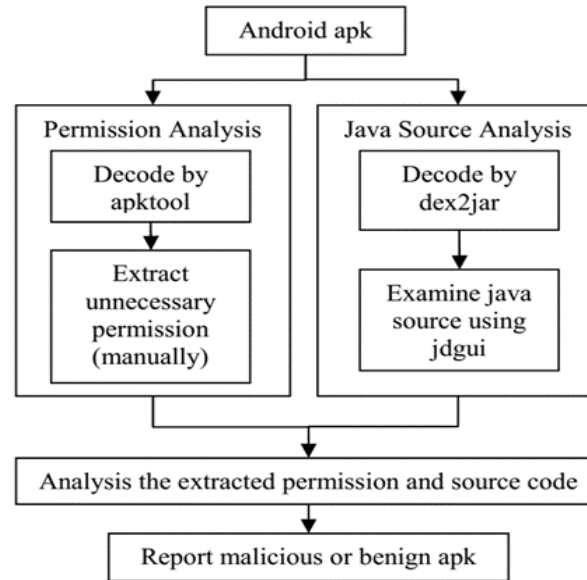 Android apk
Permission Analysis
Decode by
apktool
Extract
unnecessary
permission
(manually)
Java Source Analysis
Decode by
dex2jar
Examine java
source using
jdgui
Analysis the extracted permission and source code
Report malicious or benign apk